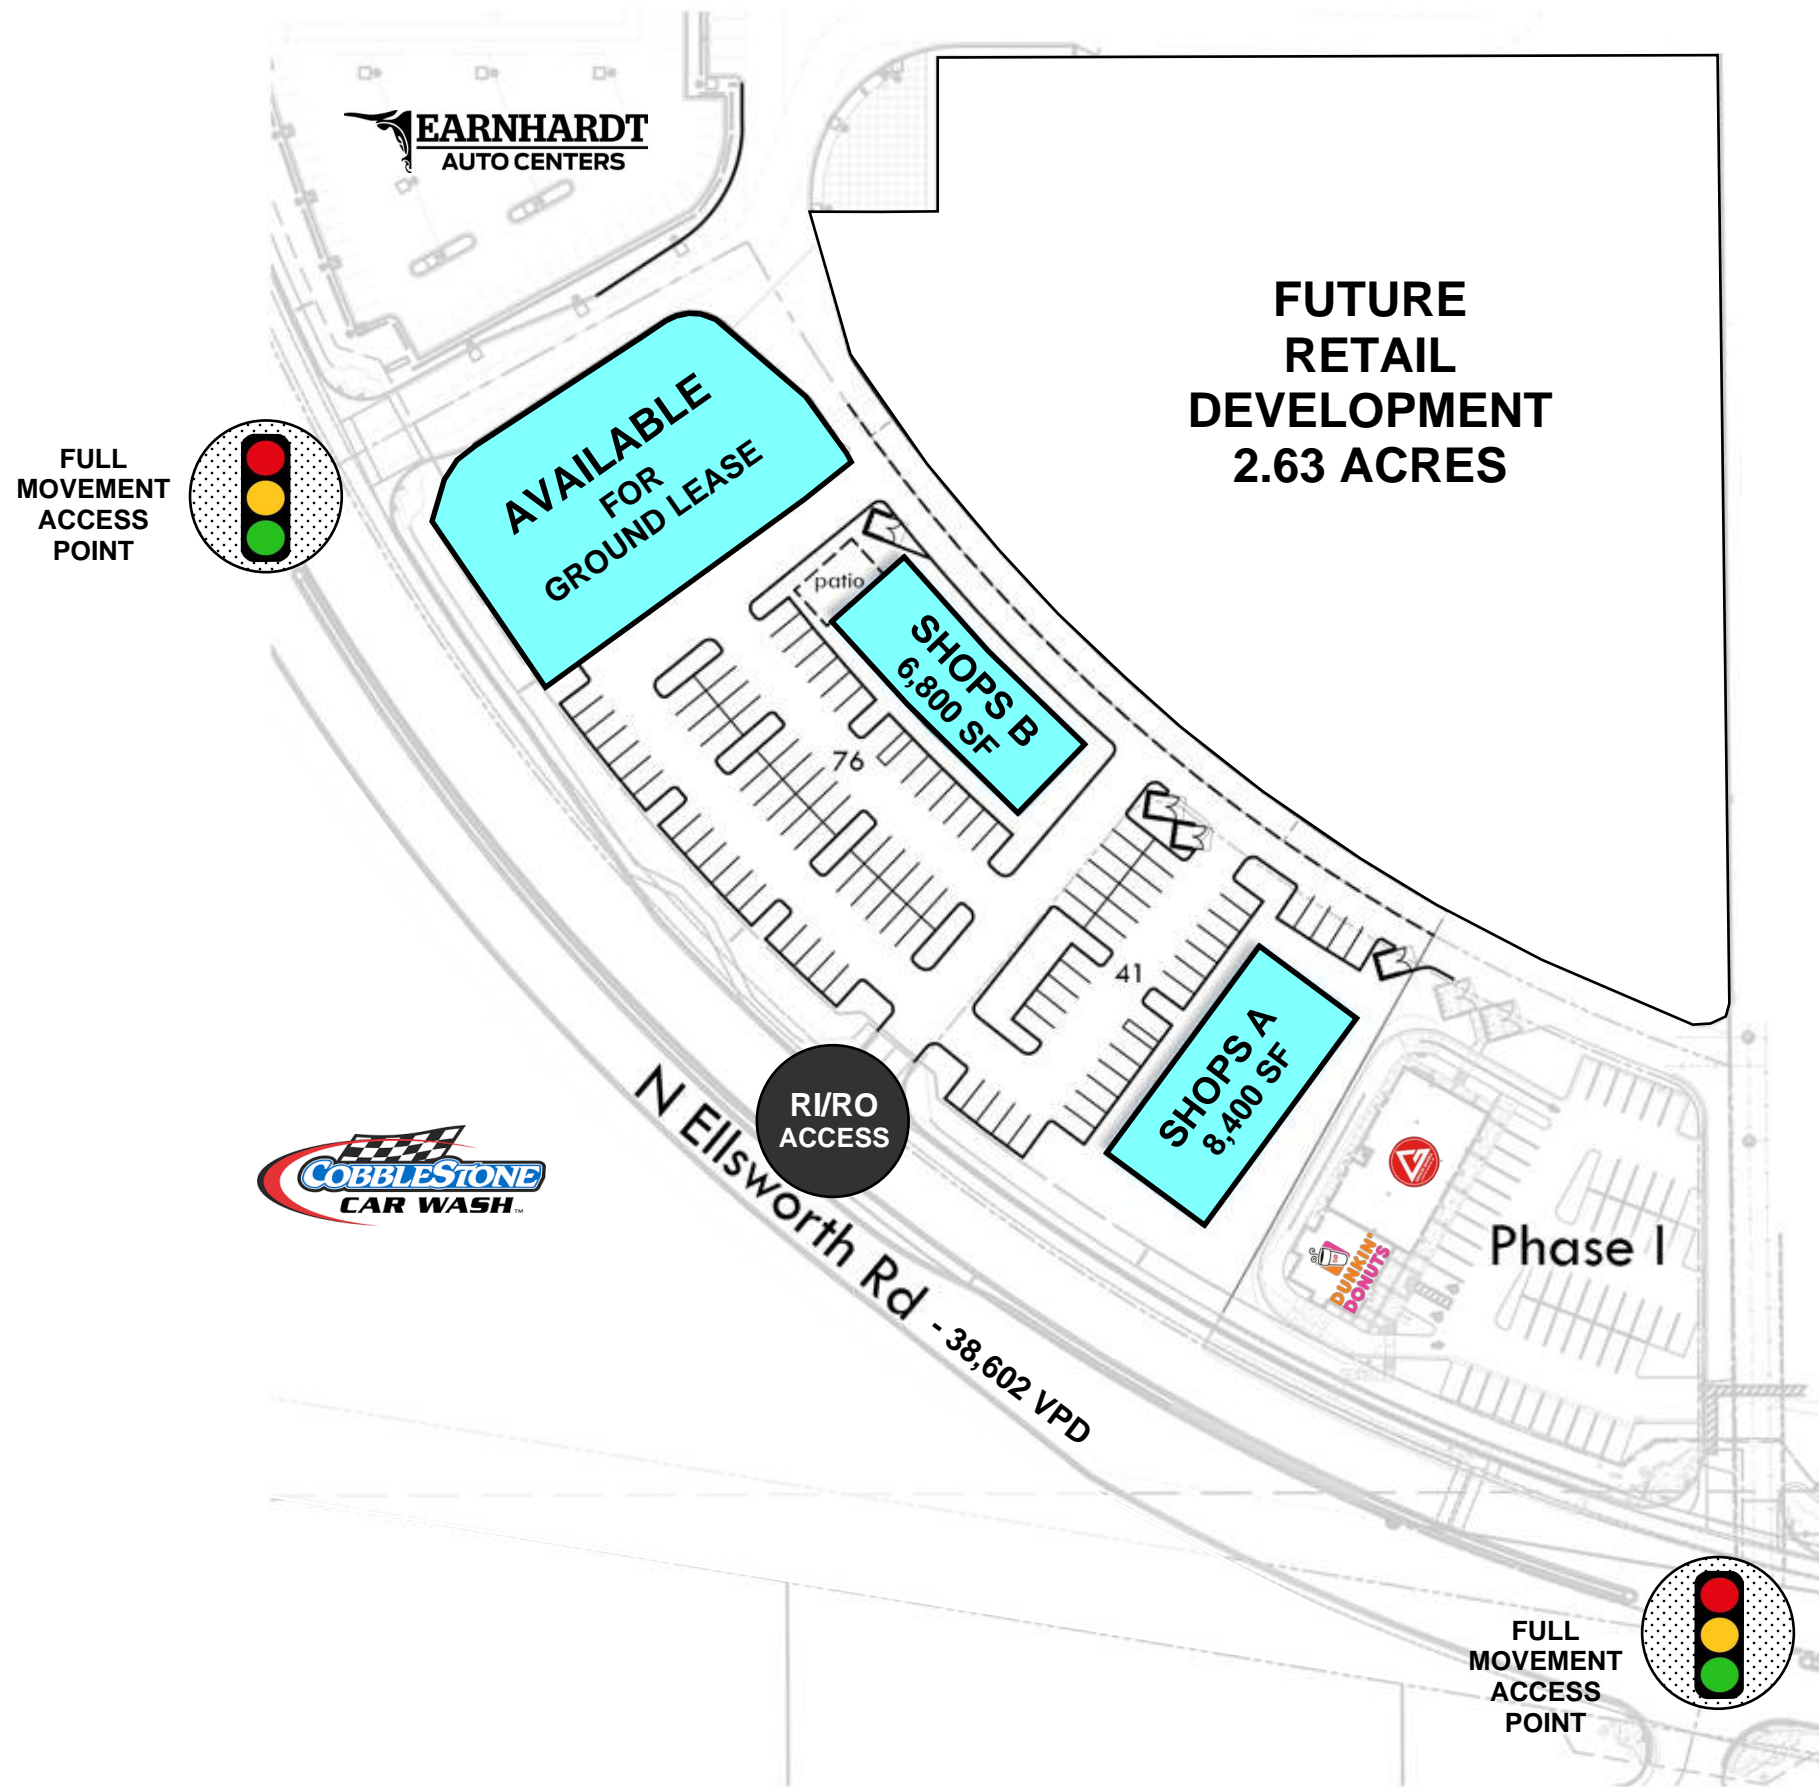 EARNHARDT
AUTO CENTERS
FUTURE
RETAIL
DEVELOPMENT
2.63 ACRES
FULL
MOVEMENT
ACCESS
POINT
AVAILABLE
FOR
GROUND LEASE
patio
SHOPS B
6,800 SF
76
41
SHOPS A
8,400 SF
RI/RO
ACCESS
N Ellsworth Rd - 38,602 VPD
COBBLESTONE
CAR WASH™
Phase I
DUNKIN'
DONUTS
FULL
MOVEMENT
ACCESS
POINT